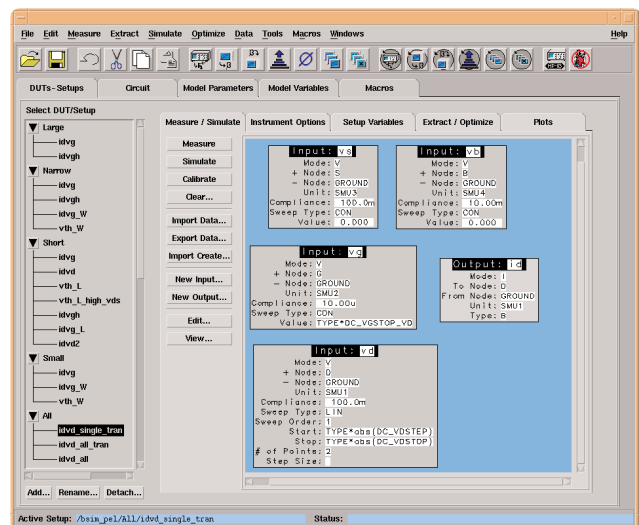 File Edit Measure Extract Simulate Optimize Data Tools Macros Windows Help
DUTs-Setups Circuit Model Parameters Model Variables Macros
Select DUT/Setup
Large
idvg
idvgh
Narrow
idvg
idvgh
idvg_W
vth_W
Short
idvg
idvd
vth_L
vth_L_high_vds
idvgh
idvg_L
idvd2
Small
idvg
idvg_W
vth_W
All
idvd_single_tran
idvd_all_tran
idvd_all
Add... Rename... Detach...
Measure / Simulate Instrument Options Setup Variables Extract / Optimize Plots
Measure
Simulate
Calibrate
Clear...
Import Data...
Export Data...
Import Create...
New Input...
New Output...
Edit...
View...
Input: vs
Mode: V
+ Node: S
- Node: GROUND
Unit: SMU3
Compliance: 100.0m
Sweep Type: CON
Value: 0.000
Input: vb
Mode: V
+ Node: B
- Node: GROUND
Unit: SMU4
Compliance: 10.00m
Sweep Type: CON
Value: 0.000
Input: vg
Mode: V
+ Node: G
- Node: GROUND
Unit: SMU2
Compliance: 10.00u
Sweep Type: CON
Value: TYPE*DC_VGSTOP_VD
Output: id
Mode: I
To Node: D
From Node: GROUND
Unit: SMU1
Type: B
Input: vd
Mode: V
+ Node: D
- Node: GROUND
Unit: SMU1
Compliance: 100.0m
Sweep Type: LIN
Sweep Order: 1
Start: TYPE*abs(DC_VDSTEP)
Stop: TYPE*abs(DC_VDSTOP)
# of Points: 2
Step Size:
Active Setup: /bsim_pel/All/idvd_single_tran Status: